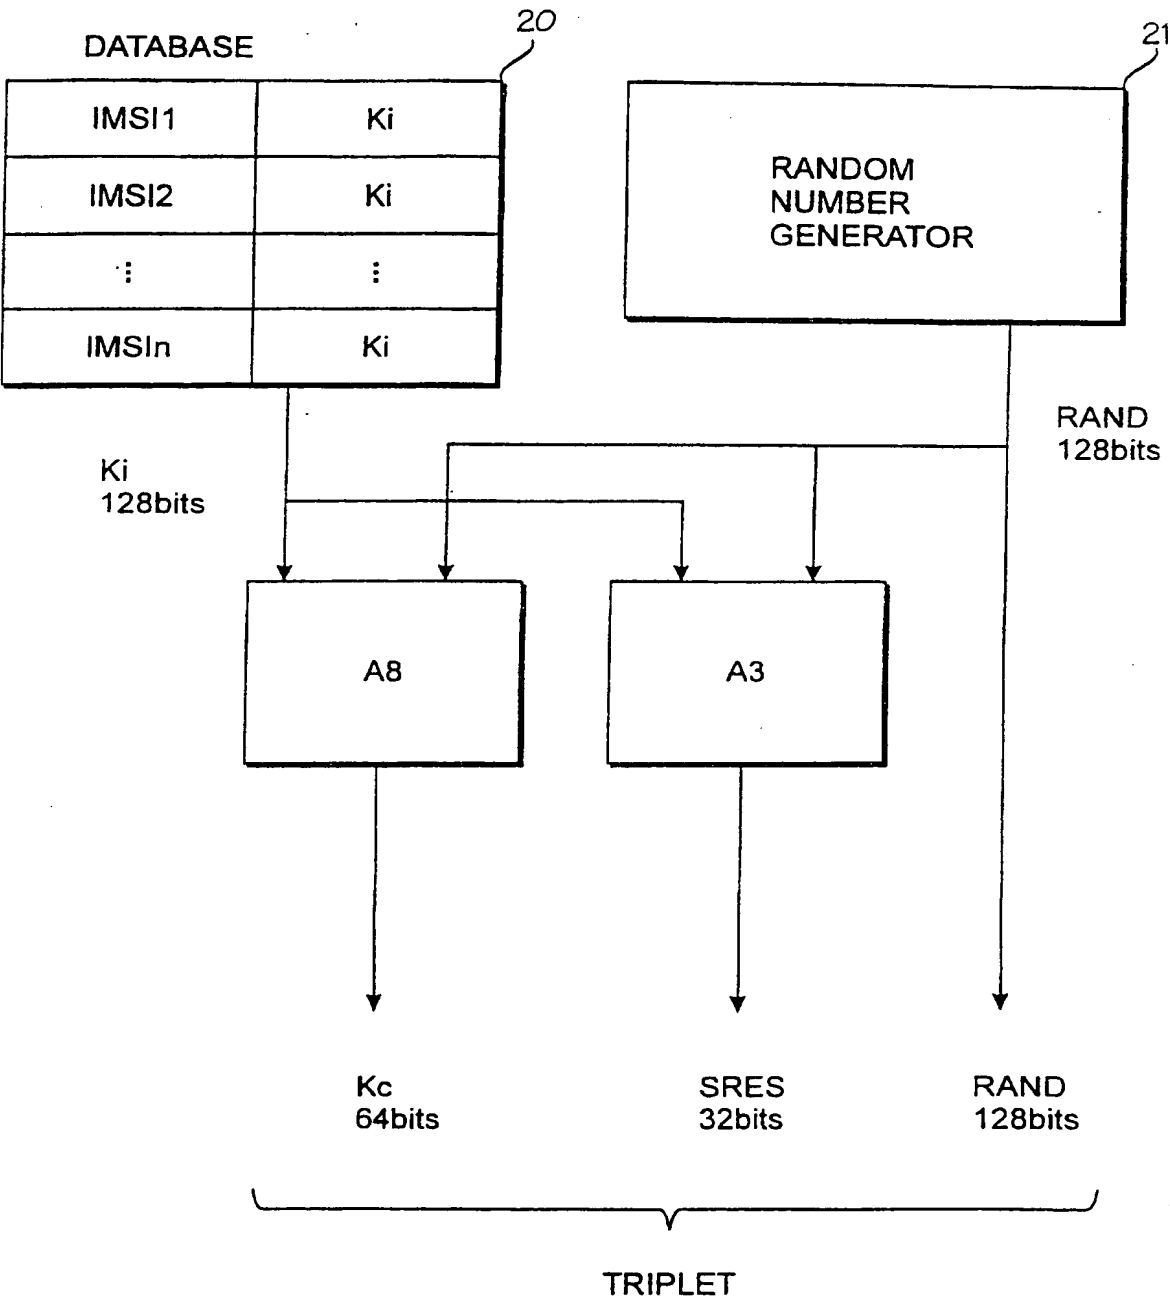 20
21
DATABASE
IMSI1 Ki
IMSI2 Ki
⋮ ⋮
IMSIn Ki
RANDOM
NUMBER
GENERATOR
RAND
128bits
Ki
128bits
A8
A3
Kc
64bits
SRES
32bits
RAND
128bits
TRIPLET